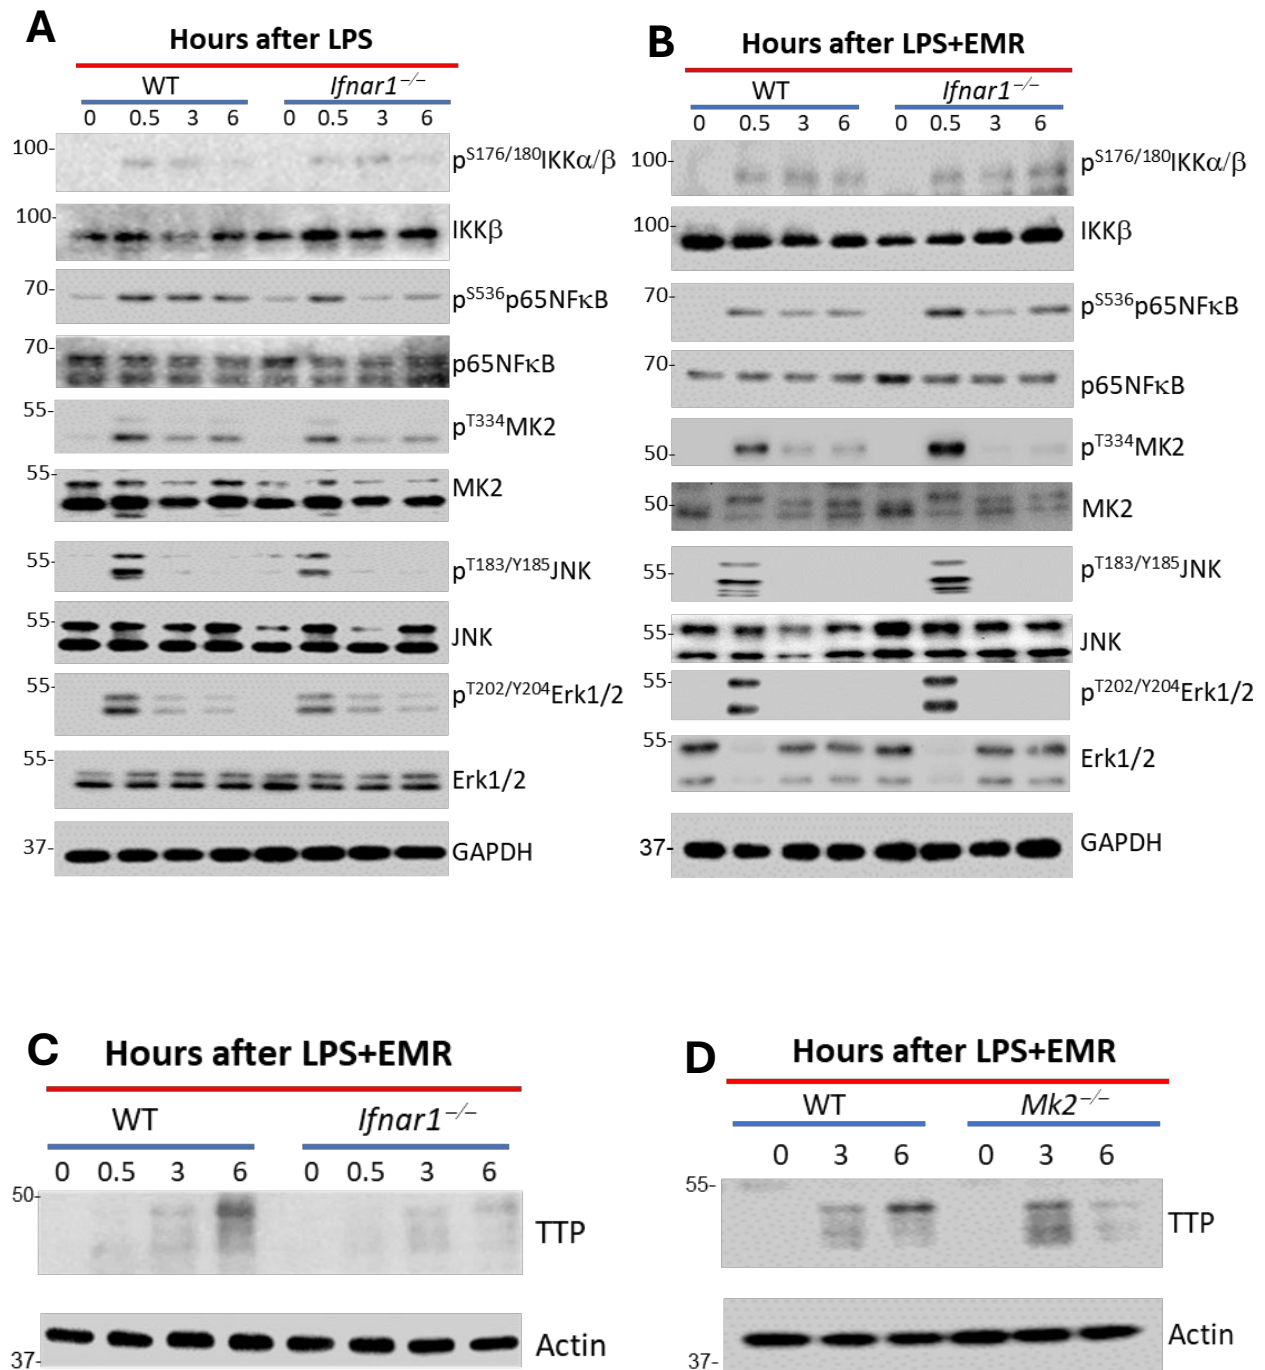 A
Hours after LPS
WT Ifnar1–/–
0 0.5 3 6 0 0.5 3 6
100- pS176/180IKKα/β
100- IKKβ
70- pS536p65NFκB
70- p65NFκB
55- pT334MK2
55- MK2
55- pT183/Y185JNK
55- JNK
55- pT202/Y204Erk1/2
55- Erk1/2
37- GAPDH
B
Hours after LPS+EMR
WT Ifnar1–/–
0 0.5 3 6 0 0.5 3 6
100- pS176/180IKKα/β
100- IKKβ
70- pS536p65NFκB
70- p65NFκB
50- pT334MK2
50- MK2
55- pT183/Y185JNK
55- JNK
55- pT202/Y204Erk1/2
55- Erk1/2
37- GAPDH
C
Hours after LPS+EMR
WT Ifnar1–/–
0 0.5 3 6 0 0.5 3 6
50- TTP
Actin
37-
D
Hours after LPS+EMR
WT Mk2–/–
0 3 6 0 3 6
55- TTP
Actin
37-